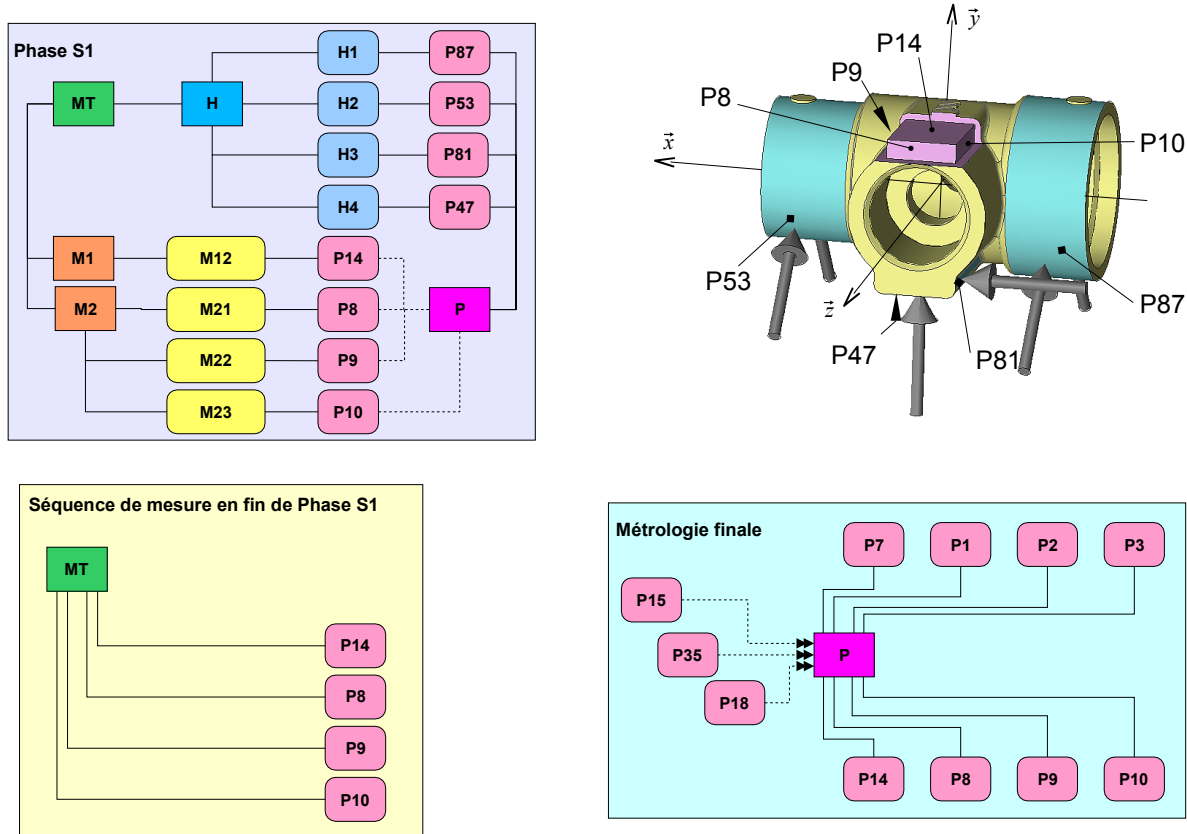 Phase S1
H1
P87
MT
H
H2
P53
H3
P81
H4
P47
M1
M12
P14
M2
M21
P8
P
M22
P9
M23
P10
y
P14
P9
P8
x
P10
P53
z
P87
P47
P81
Séquence de mesure en fin de Phase S1
MT
P14
P8
P9
P10
Métrologie finale
P7
P1
P2
P3
P15
P35
P
P18
P14
P8
P9
P10